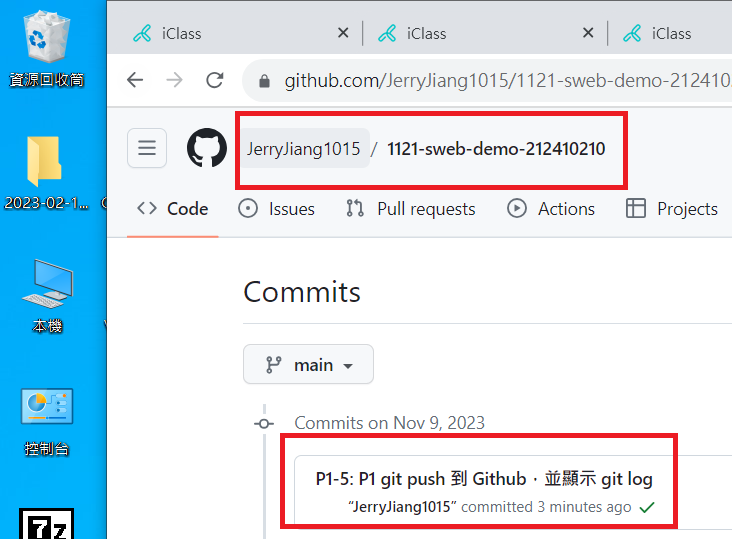 資源回收筒
2023-02-1...
本機
控制台
7z
iClass
iClass
iClass
github.com/JerryJiang1015/1121-sweb-demo-212410
JerryJiang1015 / 1121-sweb-demo-212410210
Code Issues Pull requests Actions Projects
Commits
main
Commits on Nov 9, 2023
P1-5: P1 git push 到 Github，並顯示 git log
“JerryJiang1015” committed 3 minutes ago